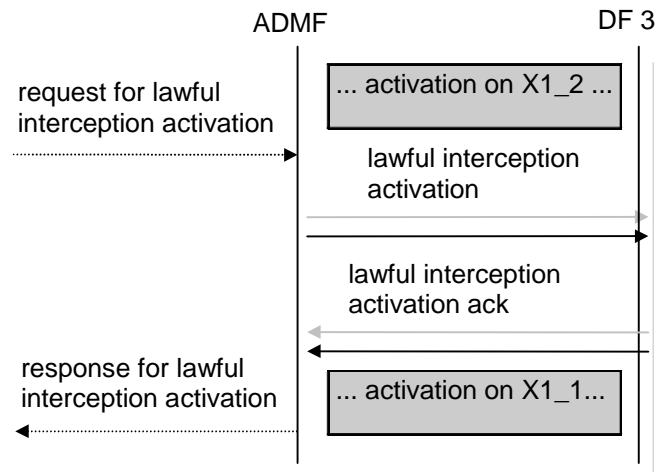 ADMF
DF 3
request for lawful
interception activation
... activation on X1_2 ...
lawful interception
activation
lawful interception
activation ack
response for lawful
interception activation
... activation on X1_1...